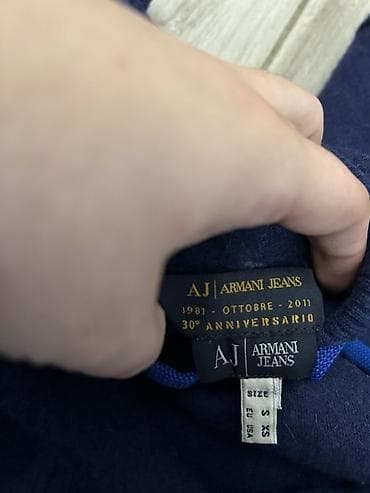 AJ | ARMANI JEANS
1981 - OTTOBRE - 2011
30° ANNIVERSARIO
AJ | ARMANI
JEANS
SIZE
S XS
EU USA